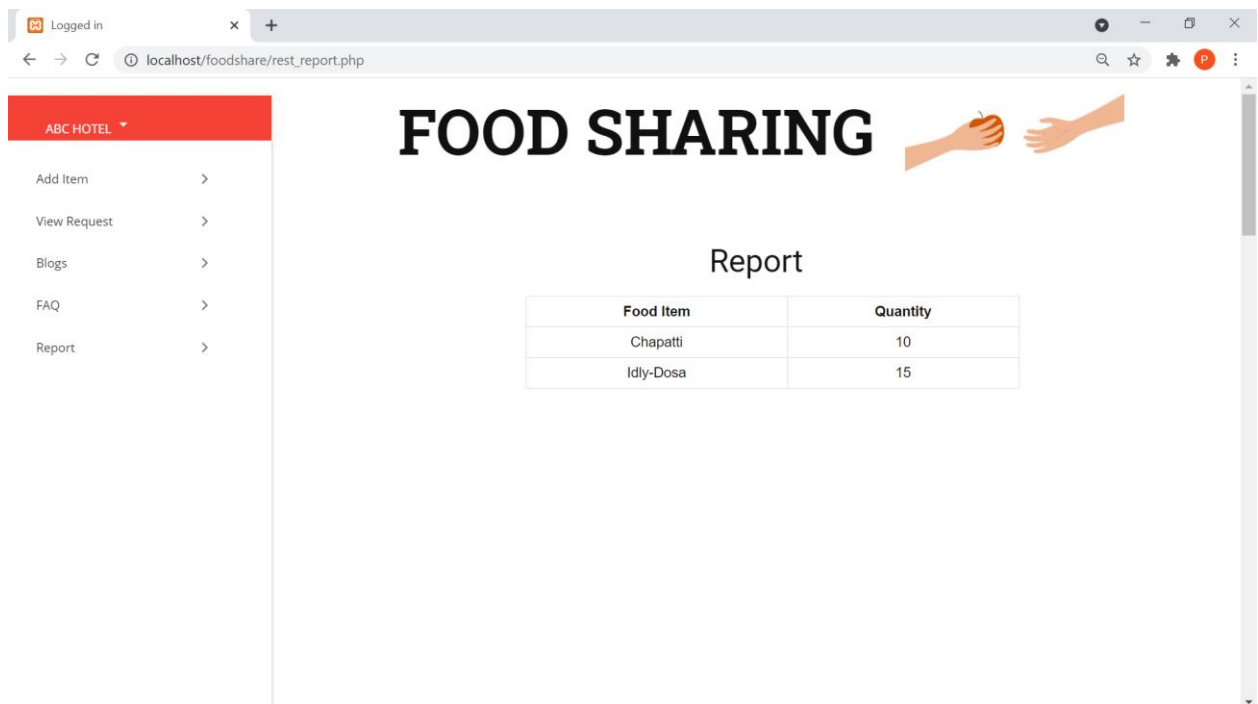 Logged in
localhost/foodshare/rest_report.php
P
ABC HOTEL
FOOD SHARING
Add Item
View Request
Blogs
FAQ
Report
Report
Food Item Quantity
Chapatti 10
Idly-Dosa 15